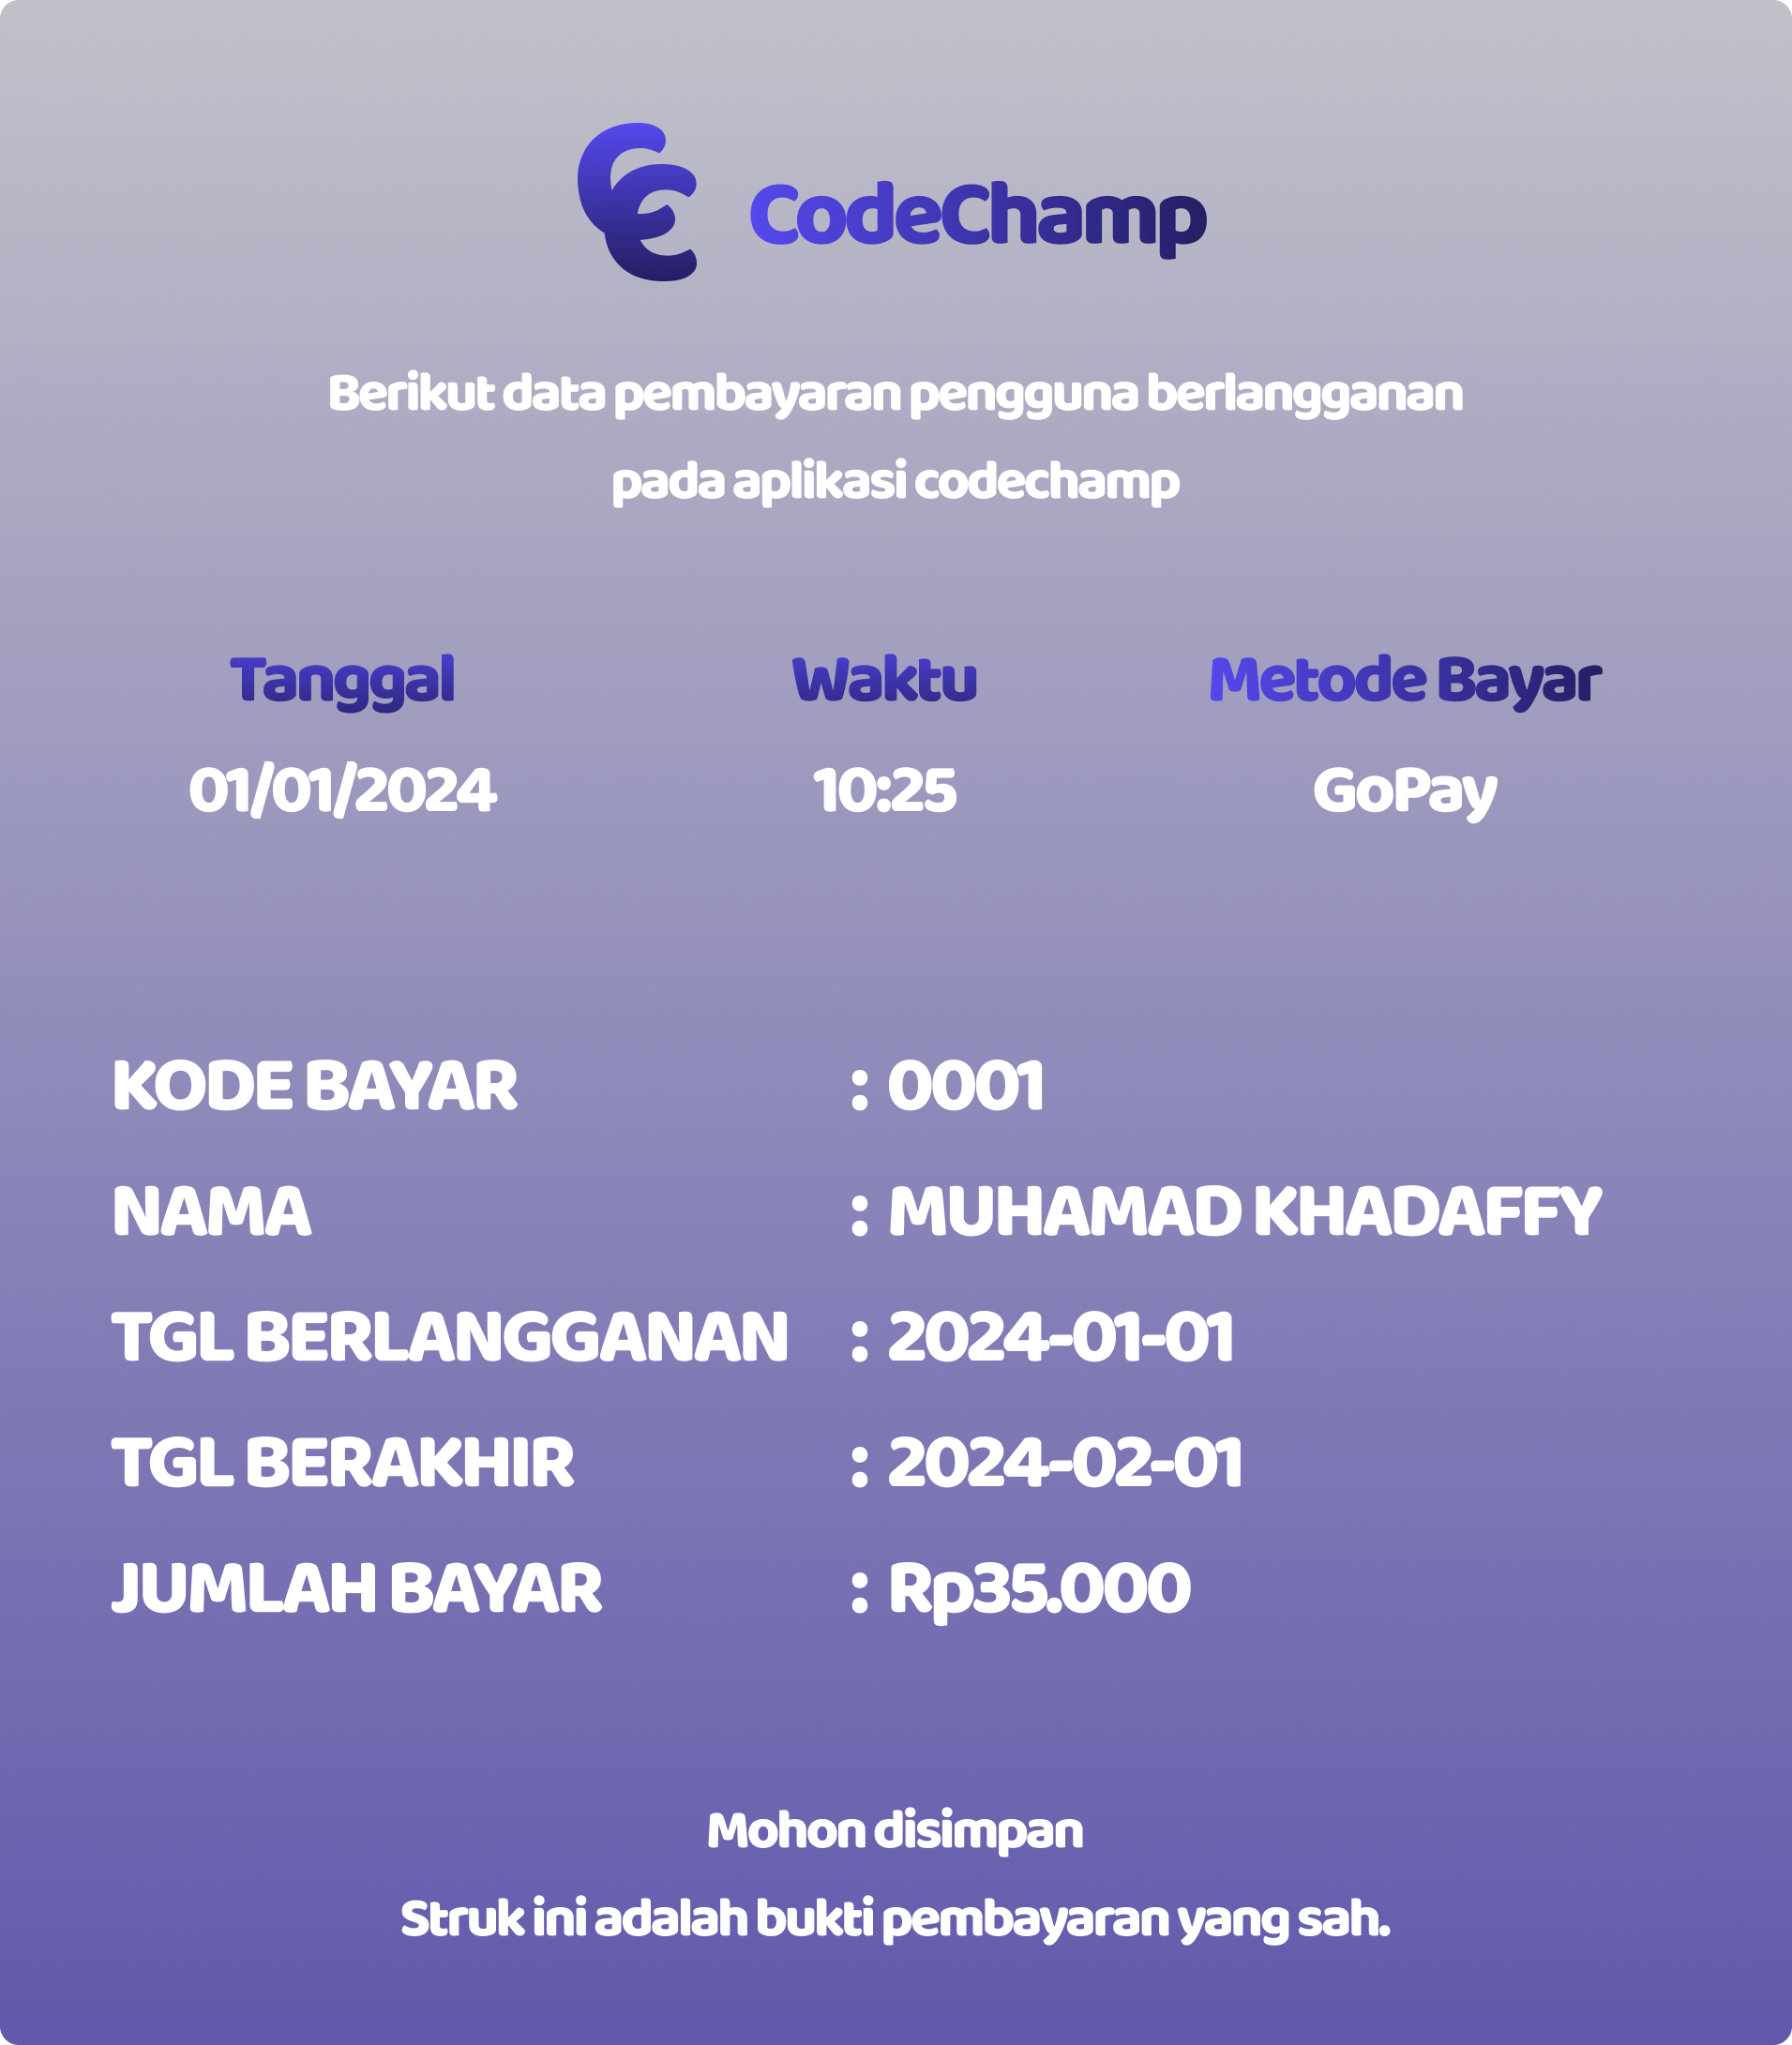 CodeChamp
Berikut data pembayaran pengguna berlangganan
pada aplikasi codechamp
Tanggal Waktu Metode Bayar
01/01/2024 10:25 GoPay
KODE BAYAR : 0001
NAMA : MUHAMAD KHADAFFY
TGL BERLANGGANAN : 2024-01-01
TGL BERAKHIR : 2024-02-01
JUMLAH BAYAR : Rp35.000
Mohon disimpan
Struk ini adalah bukti pembayaran yang sah.